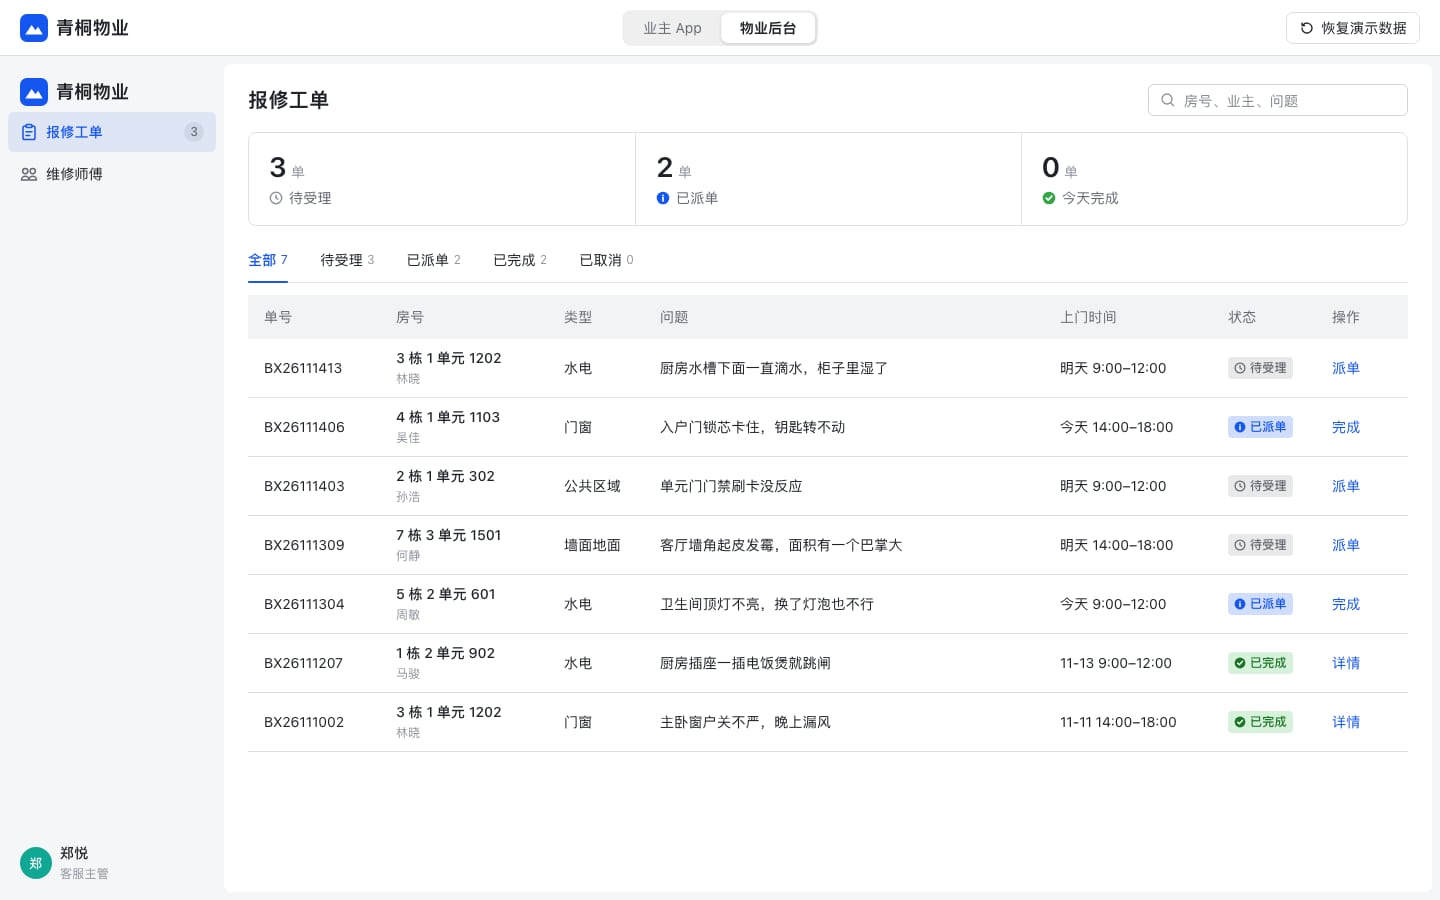 青桐物业
业主 App
物业后台
恢复演示数据
青桐物业
报修工单 3
维修师傅
报修工单
房号、业主、问题
3 单
待受理
2 单
已派单
0 单
今天完成
全部 7 待受理 3 已派单 2 已完成 2 已取消 0
单号 房号 类型 问题 上门时间 状态 操作
BX26111413 3 栋 1 单元 1202 水电 厨房水槽下面一直滴水，柜子里湿了 明天 9:00–12:00 待受理 派单
林晓
BX26111406 4 栋 1 单元 1103 门窗 入户门锁芯卡住，钥匙转不动 今天 14:00–18:00 已派单 完成
吴佳
BX26111403 2 栋 1 单元 302 公共区域 单元门门禁刷卡没反应 明天 9:00–12:00 待受理 派单
孙浩
BX26111309 7 栋 3 单元 1501 墙面地面 客厅墙角起皮发霉，面积有一个巴掌大 明天 14:00–18:00 待受理 派单
何静
BX26111304 5 栋 2 单元 601 水电 卫生间顶灯不亮，换了灯泡也不行 今天 9:00–12:00 已派单 完成
周敏
BX26111207 1 栋 2 单元 902 水电 厨房插座一插电饭煲就跳闸 11-13 9:00–12:00 已完成 详情
马骏
BX26111002 3 栋 1 单元 1202 门窗 主卧窗户关不严，晚上漏风 11-11 14:00–18:00 已完成 详情
林晓
郑 郑悦
客服主管